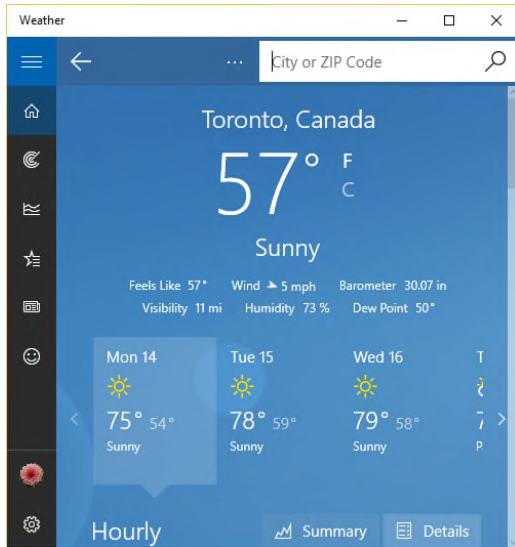 Weather
... City or ZIP Code
Toronto, Canada
57° F
C
Sunny
Feels Like 57° Wind 5 mph Barometer 30.07 in
Visibility 11 mi Humidity 73 % Dew Point 50°
Mon 14 Tue 15 Wed 16 T
75° 54° 78° 59° 79° 58° 7
Sunny Sunny Sunny P
Hourly Summary Details